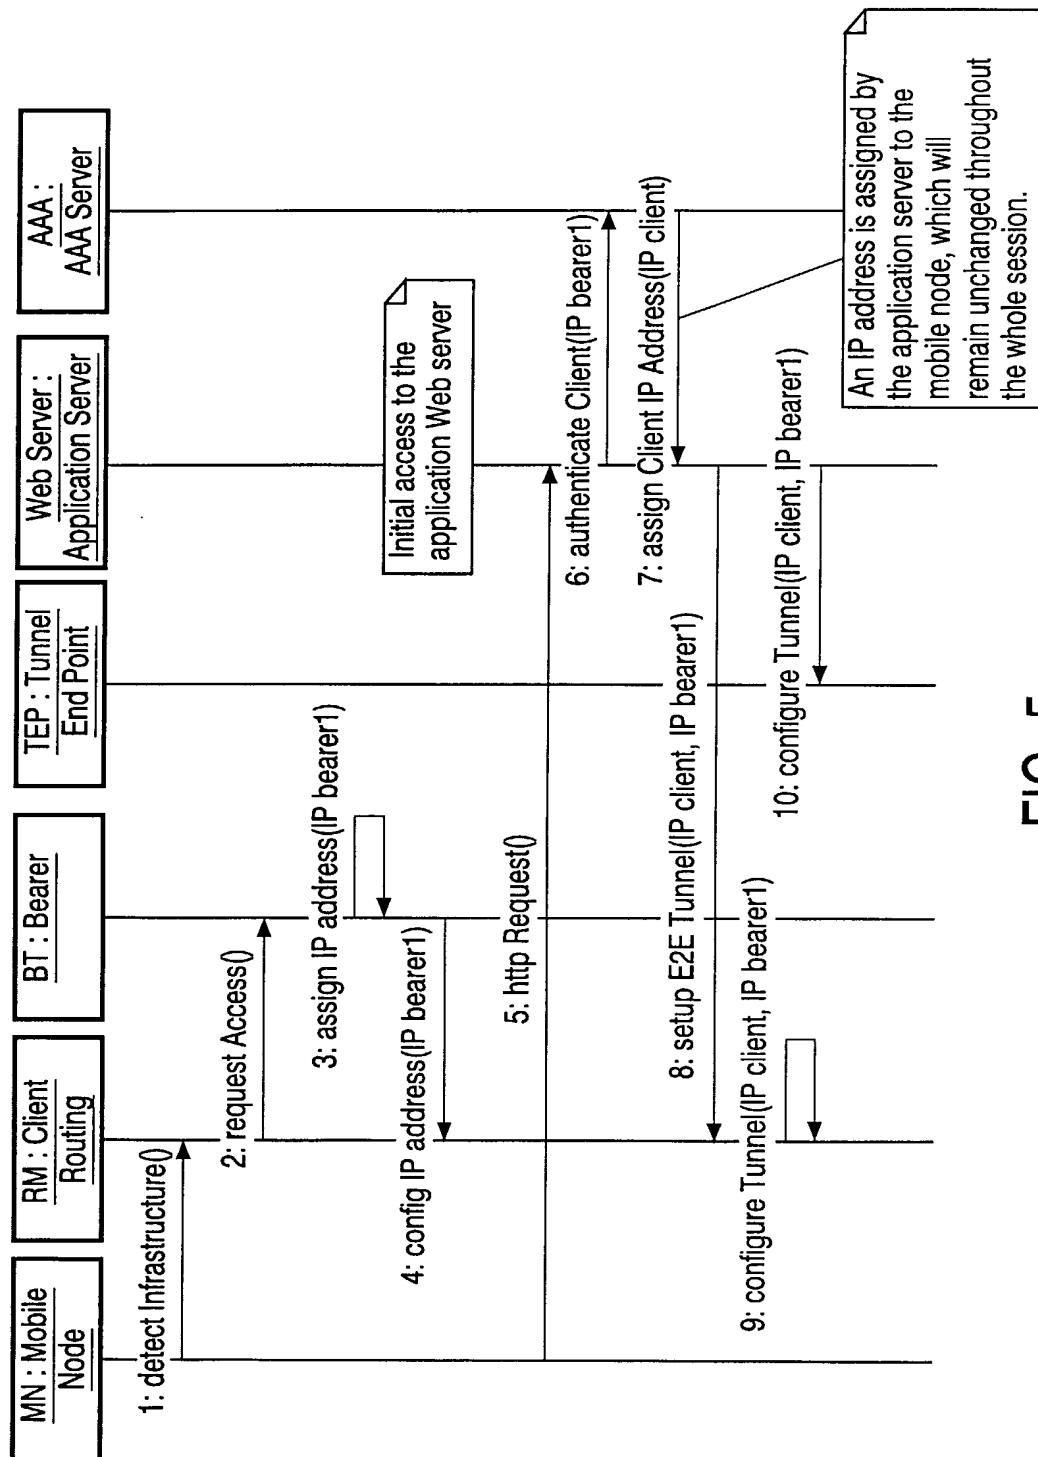 MN : Mobile
Node
RM : Client
Routing
BT : Bearer
TEP : Tunnel
End Point
Web Server :
Application Server
AAA :
AAA Server
1: detect Infrastructure()
2: request Access()
3: assign IP address(IP bearer1)
4: config IP address(IP bearer1)
Initial access to the
application Web server
5: http Request()
6: authenticate Client(IP bearer1)
7: assign Client IP Address(IP client)
8: setup E2E Tunnel(IP client, IP bearer1)
9: configure Tunnel(IP client, IP bearer1)
10: configure Tunnel(IP client, IP bearer1)
An IP address is assigned by
the application server to the
mobile node, which will
remain unchanged throughout
the whole session.